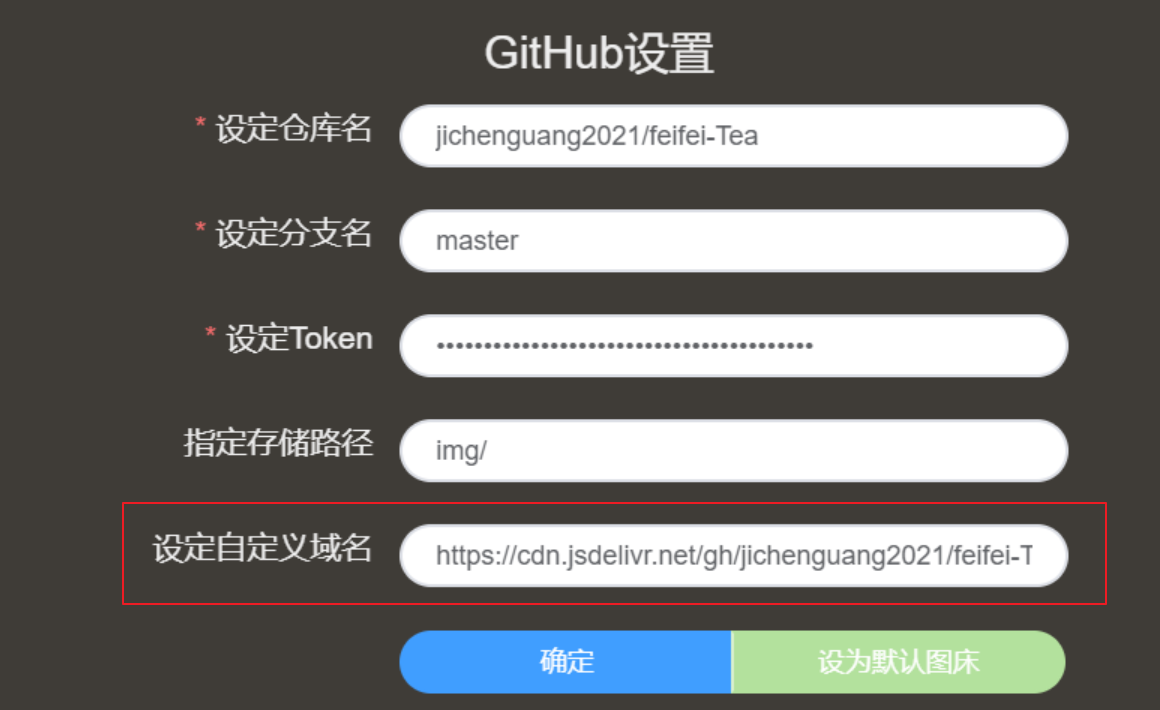 GitHub设置
* 设定仓库名 jichenguang2021/feifei-Tea
* 设定分支名 master
* 设定Token ••••••••••••••••••••••••••••••••••••••••
指定存储路径 img/
设定自定义域名 https://cdn.jsdelivr.net/gh/jichenguang2021/feifei-T
确定 设为默认图床